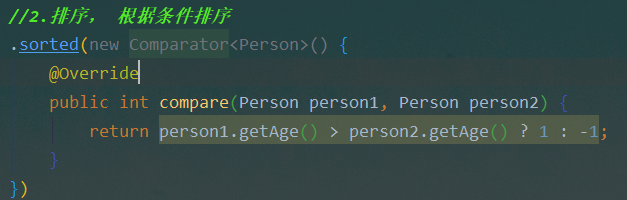 //2.排序， 根据条件排序
.sorted(new Comparator<Person>() {
@Override
public int compare(Person person1, Person person2) {
return person1.getAge() > person2.getAge() ? 1 : -1;
}
})